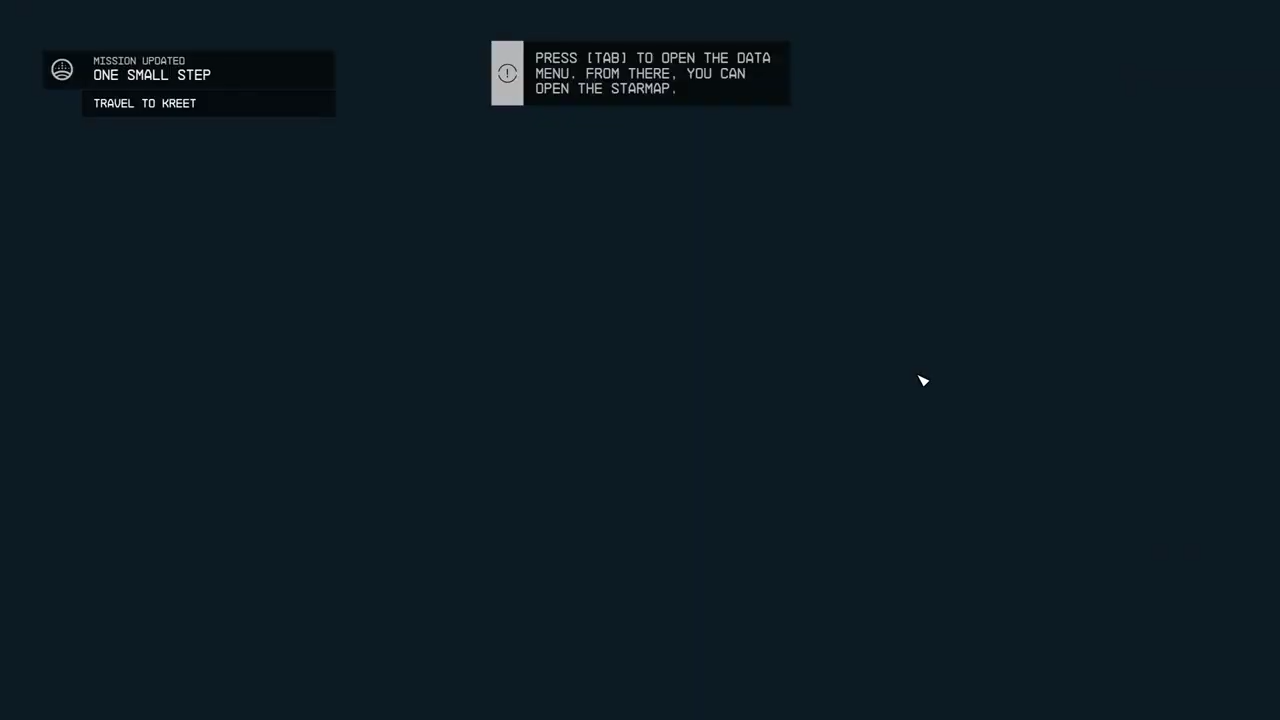 MISSION UPDATED
ONE SMALL STEP
TRAVEL TO KREET
PRESS [TAB] TO OPEN THE DATA
MENU. FROM THERE, YOU CAN
OPEN THE STARMAP.